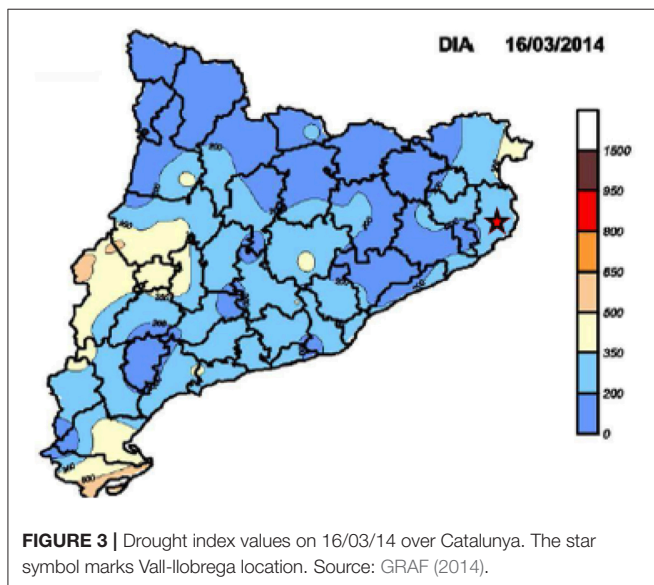 DIA 16/03/2014
1500
950
800
650
500
350
200
0
FIGURE 3 | Drought index values on 16/03/14 over Catalunya. The star
symbol marks Vall-llobrega location. Source: GRAF (2014).